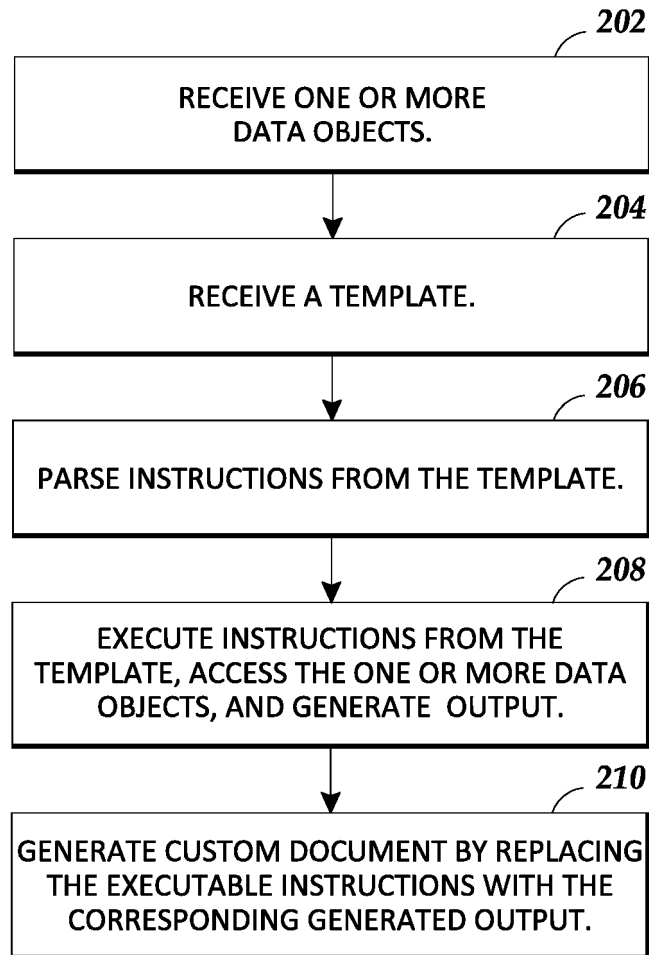 202
RECEIVE ONE OR MORE
DATA OBJECTS.
204
RECEIVE A TEMPLATE.
206
PARSE INSTRUCTIONS FROM THE TEMPLATE.
208
EXECUTE INSTRUCTIONS FROM THE
TEMPLATE, ACCESS THE ONE OR MORE DATA
OBJECTS, AND GENERATE OUTPUT.
210
GENERATE CUSTOM DOCUMENT BY REPLACING
THE EXECUTABLE INSTRUCTIONS WITH THE
CORRESPONDING GENERATED OUTPUT.